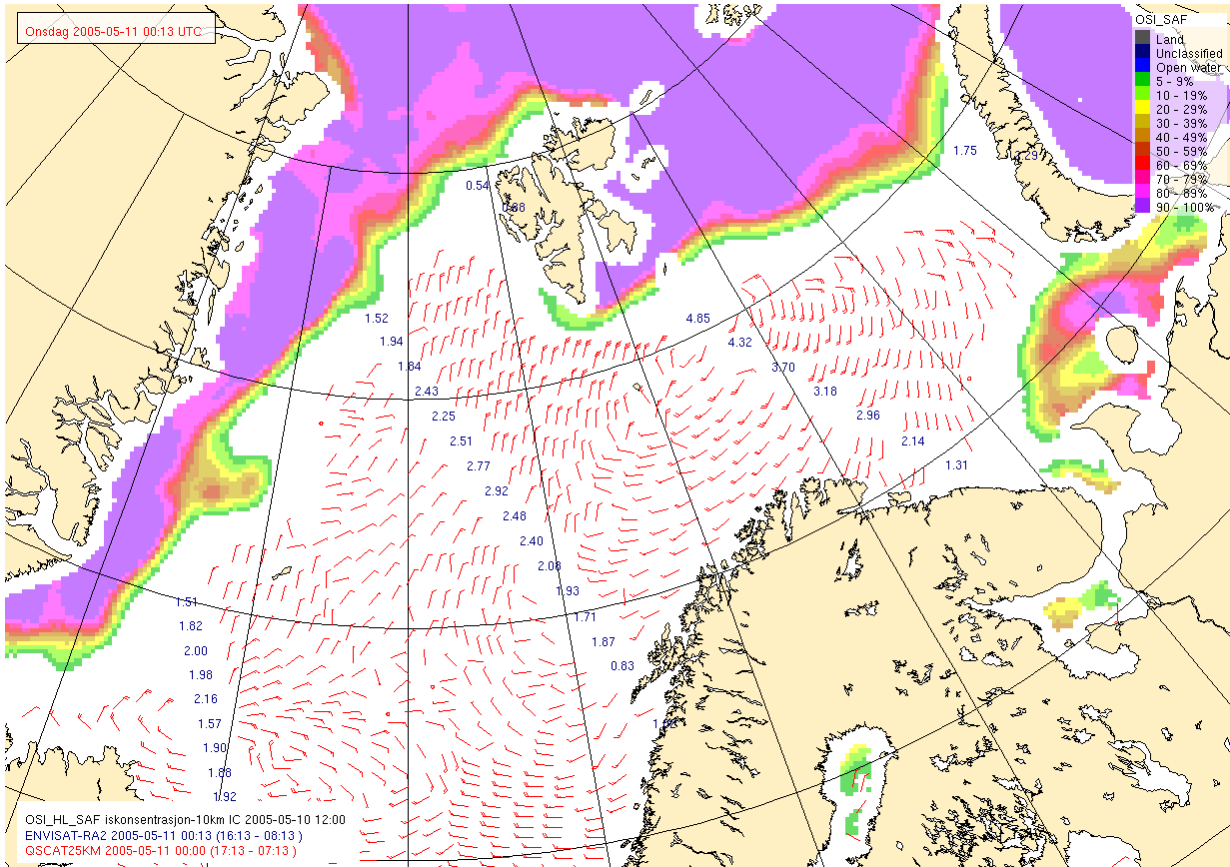 Onsdag 2005-05-11 00:13 UTC
OSI_SAF
Land
Unclassified
Open water
5 - 9%
10 - 19%
20 - 29%
30 - 39%
40 - 49%
50 - 59%
60 - 69%
70 - 79%
80 - 89%
90 - 100%
1.75
0.54
1.52
4.85
1.94
4.32
1.84
3.70
2.43
3.18
2.25
2.96
2.51
2.14
2.77
1.31
2.92
2.48
2.40
2.08
1.93
1.51
1.71
1.82
1.87
2.00
0.83
1.98
2.16
1.57
1.90
1.88
1.92
OSI_HL_SAF iskonsentrasjon-10km IC 2005-05-10 12:00
ENVISAT-RA2 2005-05-11 00:13 (16:13 - 08:13 )
QSCAT25KM 2005-05-11 00:00 (17:13 - 07:13 )